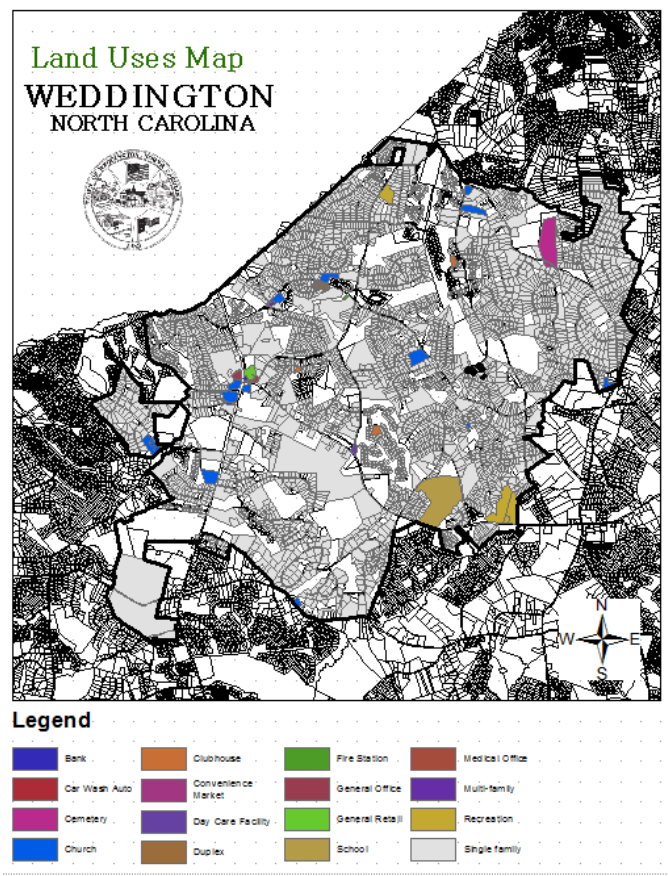 Land Uses Map
WEDDINGTON
NORTH CAROLINA
N
W E
S
Legend
Bank
Clubhouse
Fire Station
Medical Office
Car Wash Auto
Convenience
Market
General Office
Multi-family
Cemetery
Day Care Facility
General Retail
Recreation
Church
Duplex
School
Single family